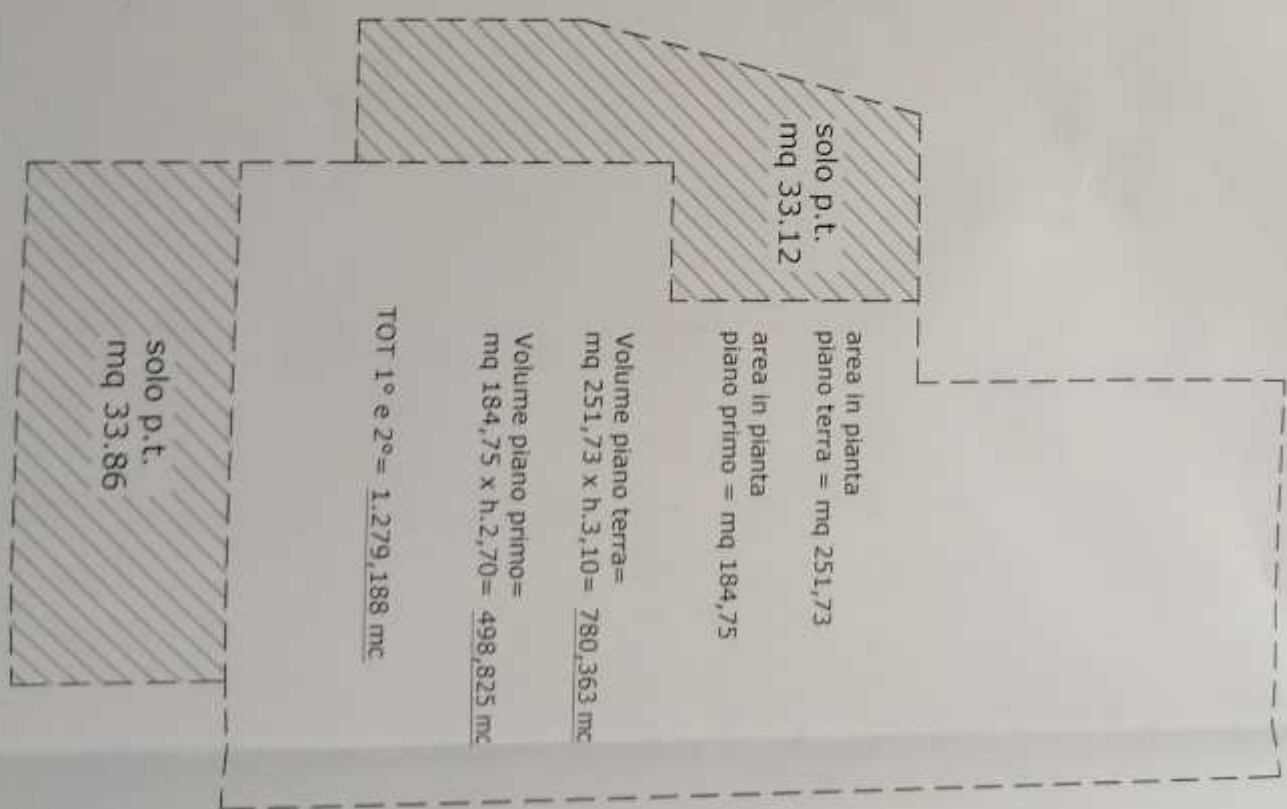 solo p.t.
mq 33.12
area in pianta
piano terra = mq 251,73
area in pianta
piano primo = mq 184,75
Volume piano terra=
mq 251,73 x h.3,10= 780,363 mc
Volume piano primo=
mq 184,75 x h.2,70= 498,825 mc
TOT 1° e 2°= 1.279,188 mc
solo p.t.
mq 33.86